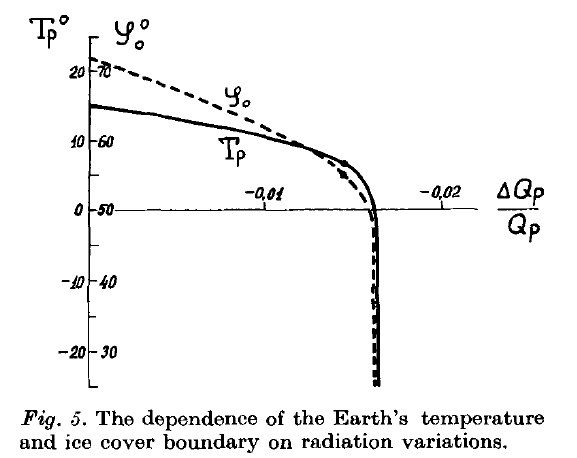 Tp° φ₀°
20 70
φ₀
10 60
Tp
-0,01 -0,02
0 50
ΔQp
Qp
-10 40
-20 30
Fig. 5. The dependence of the Earth's temperature
and ice cover boundary on radiation variations.